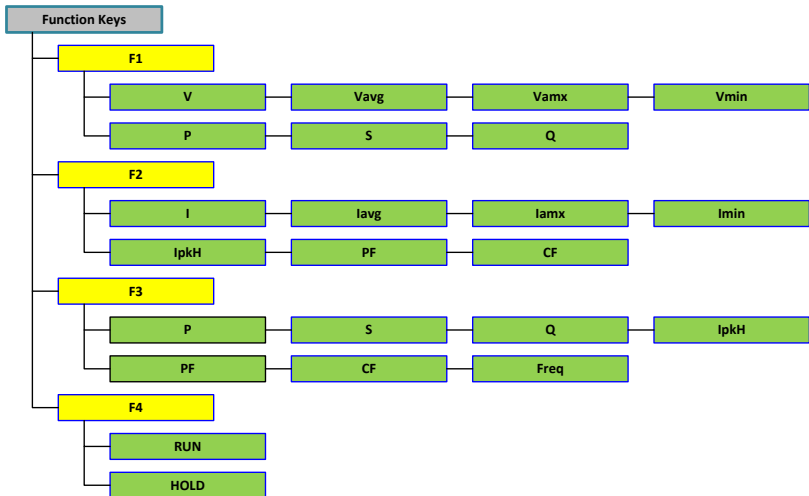 Function Keys
F1
V Vavg Vamx Vmin
P S Q
F2
I Iavg Iamx Imin
IpkH PF CF
F3
P S Q IpkH
PF CF Freq
F4
RUN
HOLD